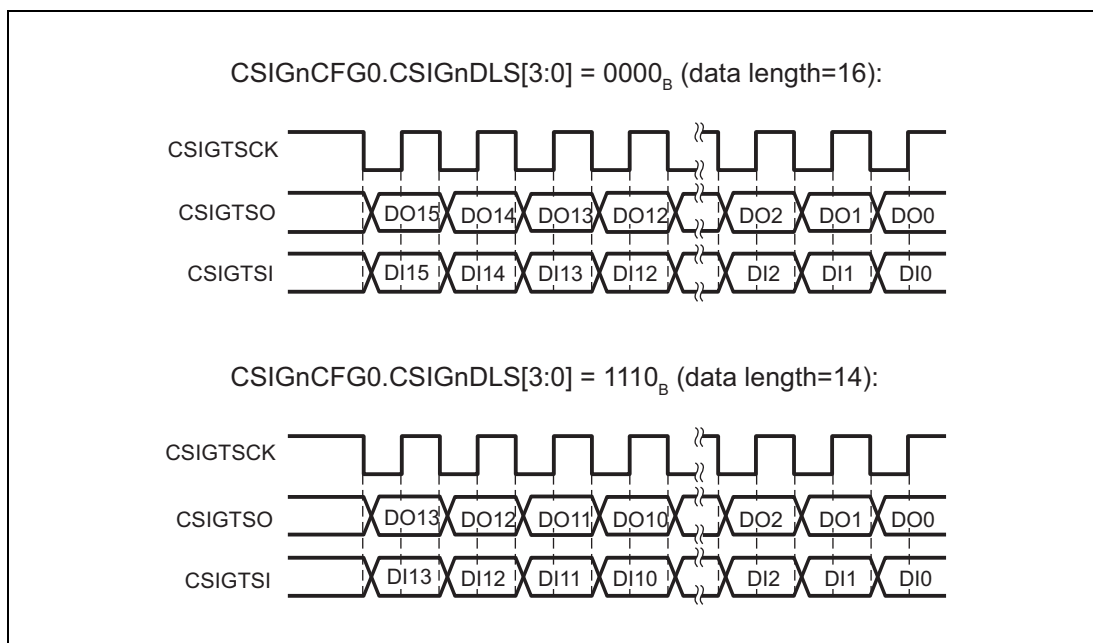 CSIGnCFG0.CSIGnDLS[3:0] = 0000B (data length=16):
CSIGTSCK
CSIGTSO DO15 DO14 DO13 DO12 DO2 DO1 DO0
CSIGTSI DI15 DI14 DI13 DI12 DI2 DI1 DI0
CSIGnCFG0.CSIGnDLS[3:0] = 1110B (data length=14):
CSIGTSCK
CSIGTSO DO13 DO12 DO11 DO10 DO2 DO1 DO0
CSIGTSI DI13 DI12 DI11 DI10 DI2 DI1 DI0